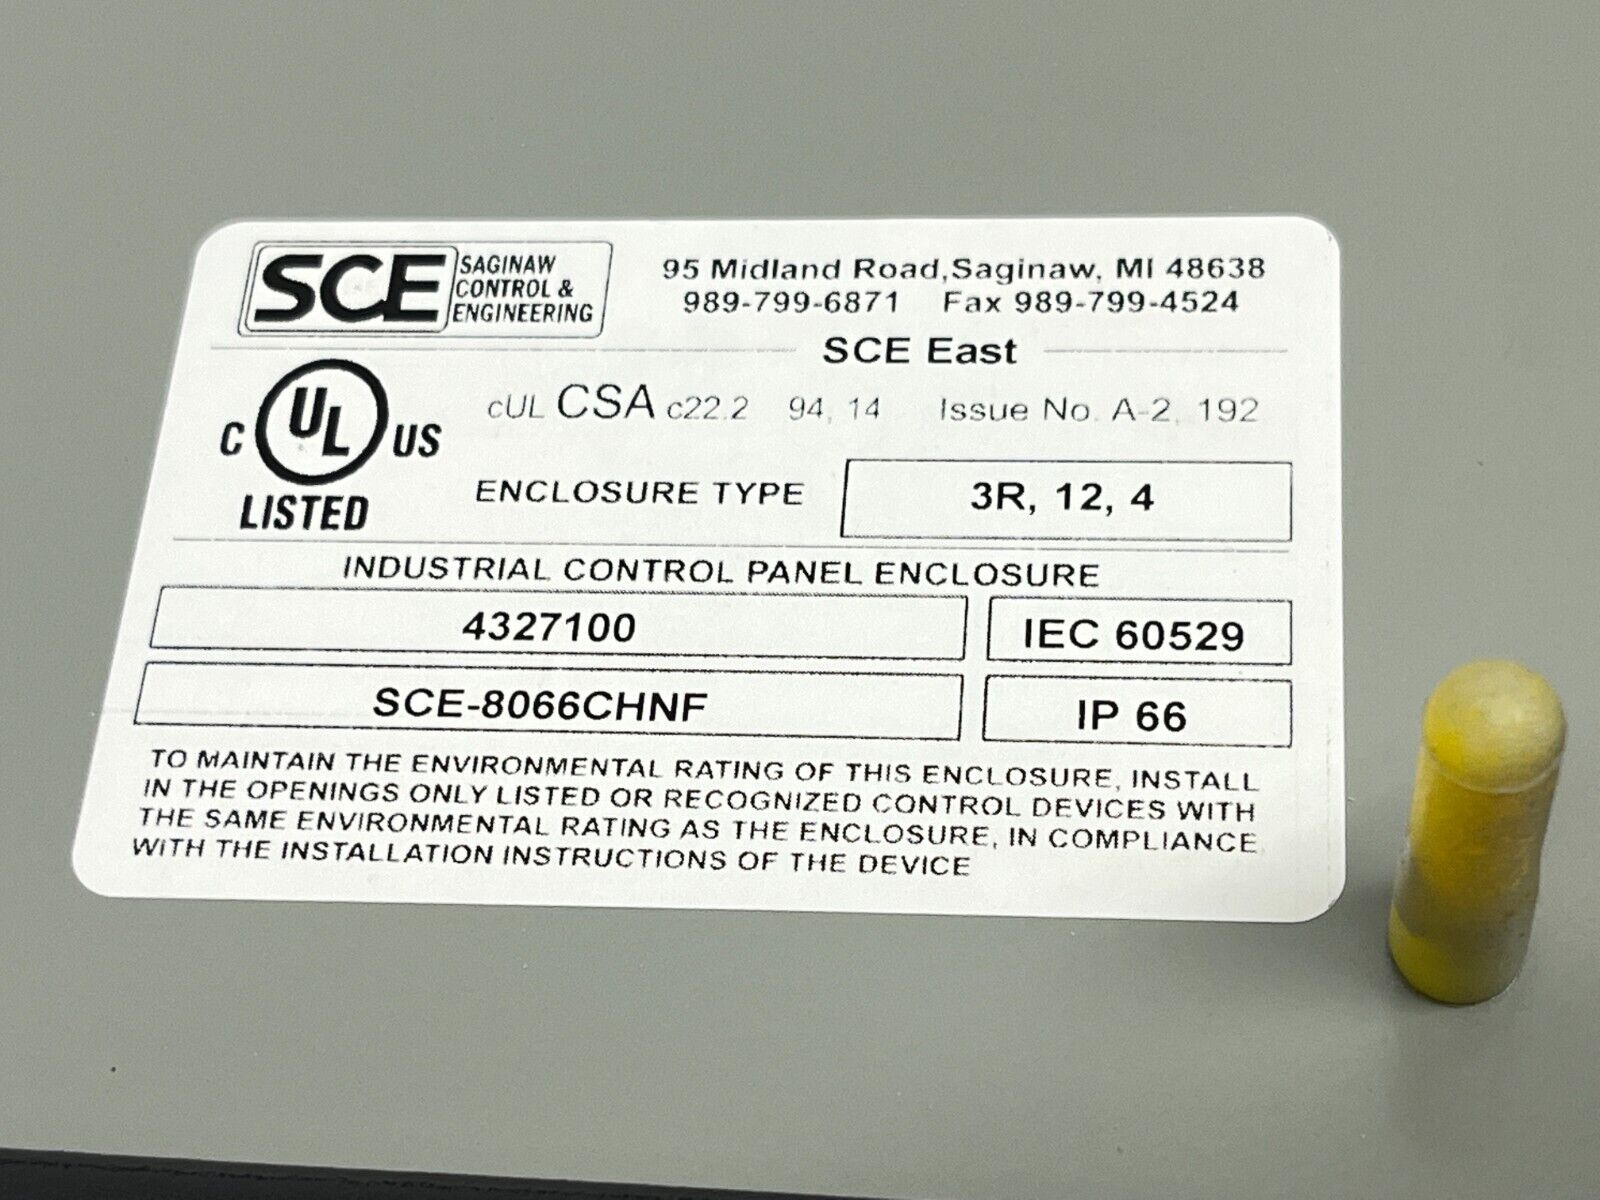 SCE SAGINAW
CONTROL &
ENGINEERING
95 Midland Road,Saginaw, MI 48638
989-799-6871 Fax 989-799-4524
SCE East
C UL US
LISTED
cUL CSA c22.2 94, 14 Issue No. A-2, 192
ENCLOSURE TYPE 3R, 12, 4
INDUSTRIAL CONTROL PANEL ENCLOSURE
4327100 IEC 60529
SCE-8066CHNF IP 66
TO MAINTAIN THE ENVIRONMENTAL RATING OF THIS ENCLOSURE, INSTALL
IN THE OPENINGS ONLY LISTED OR RECOGNIZED CONTROL DEVICES WITH
THE SAME ENVIRONMENTAL RATING AS THE ENCLOSURE, IN COMPLIANCE
WITH THE INSTALLATION INSTRUCTIONS OF THE DEVICE